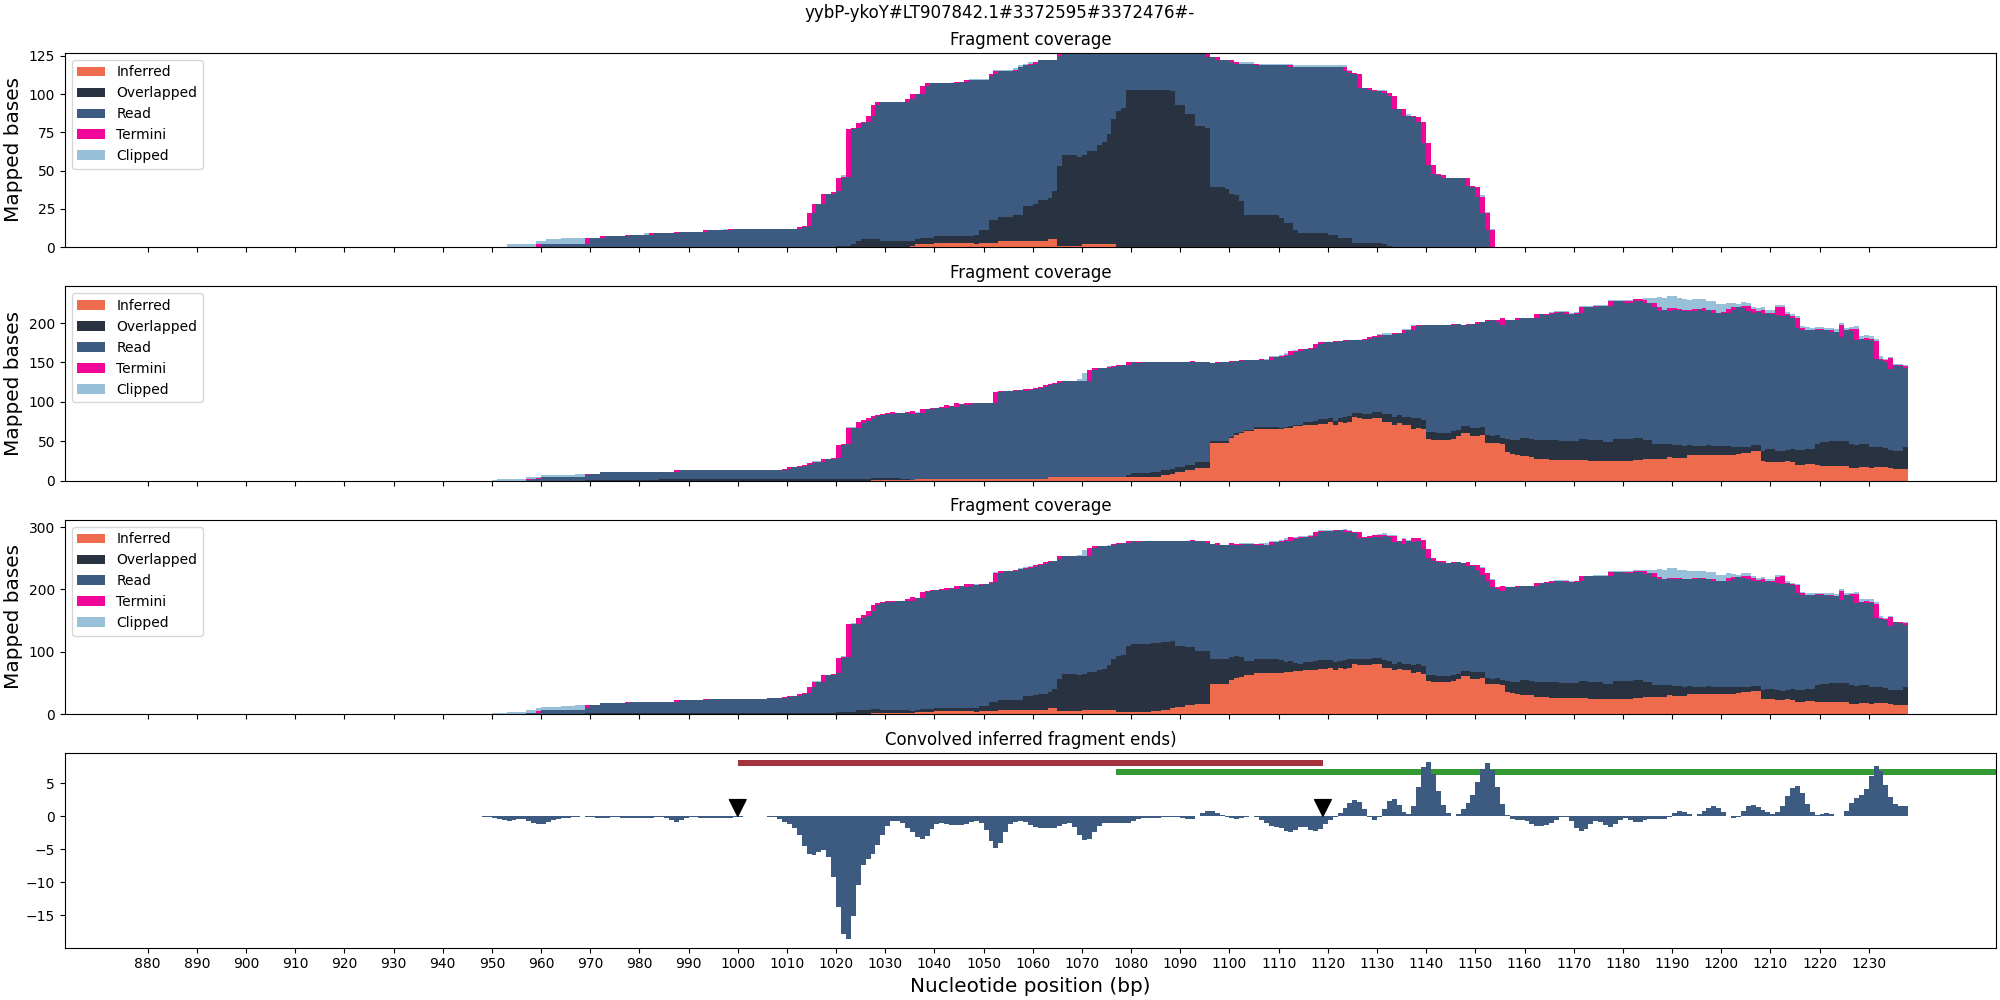 yybP-ykoY#LT907842.1#3372595#3372476#-
Fragment coverage
Mapped bases
125
100
75
50
25
0
Inferred
Overlapped
Read
Termini
Clipped
Fragment coverage
Mapped bases
200
150
100
50
0
Inferred
Overlapped
Read
Termini
Clipped
Fragment coverage
Mapped bases
300
200
100
0
Inferred
Overlapped
Read
Termini
Clipped
Convolved inferred fragment ends)
5
0
−5
−10
−15
880 890 900 910 920 930 940 950 960 970 980 990 1000 1010 1020 1030 1040 1050 1060 1070 1080 1090 1100 1110 1120 1130 1140 1150 1160 1170 1180 1190 1200 1210 1220 1230
Nucleotide position (bp)